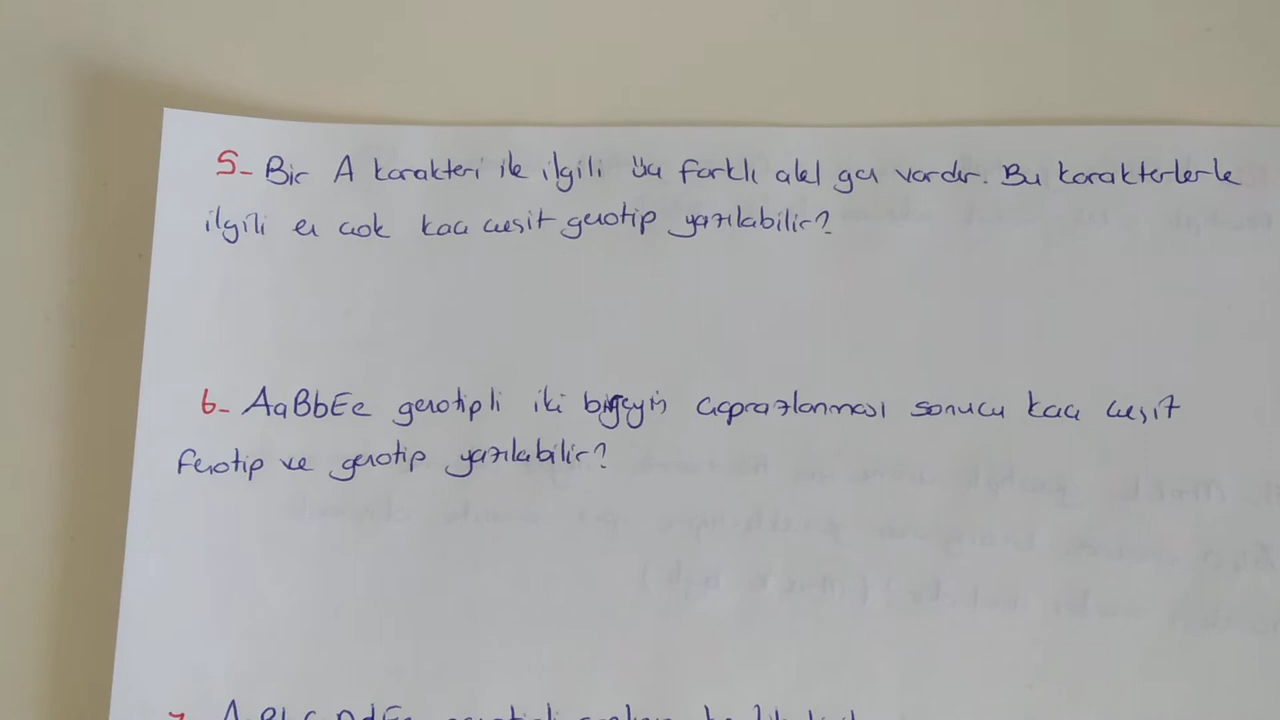 5- Bir A karakteri ile ilgili üç farklı alel gen vardır. Bu karakterlerle
ilgili en çok kaç çeşit genotip yazılabilir?
6- AaBbEe genotipli iki bireyin çaprazlanması sonucu kaç çeşit
fenotip ve genotip yazılabilir?